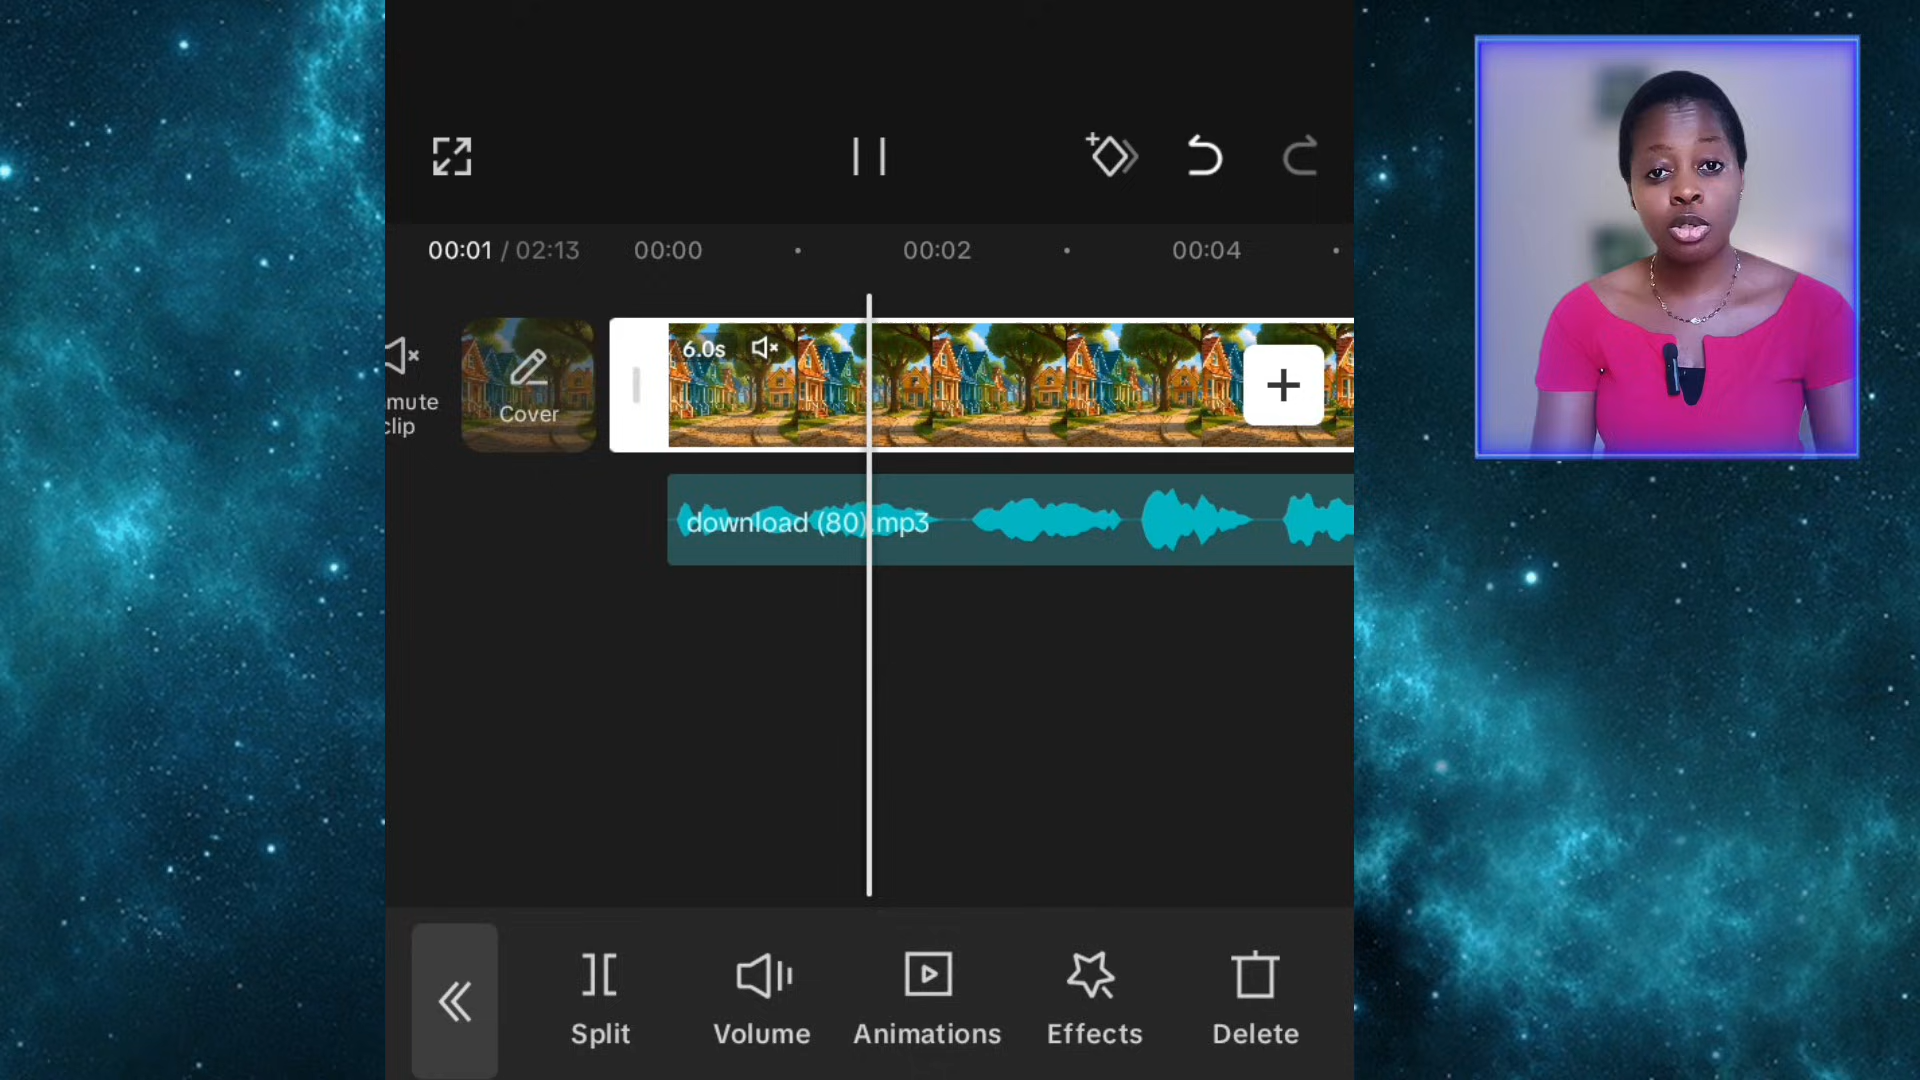 00:01 / 02:13
00:00
00:02
00:04
mute
clip
Cover
6.0s
download (80).mp3
Split
Volume
Animations
Effects
Delete